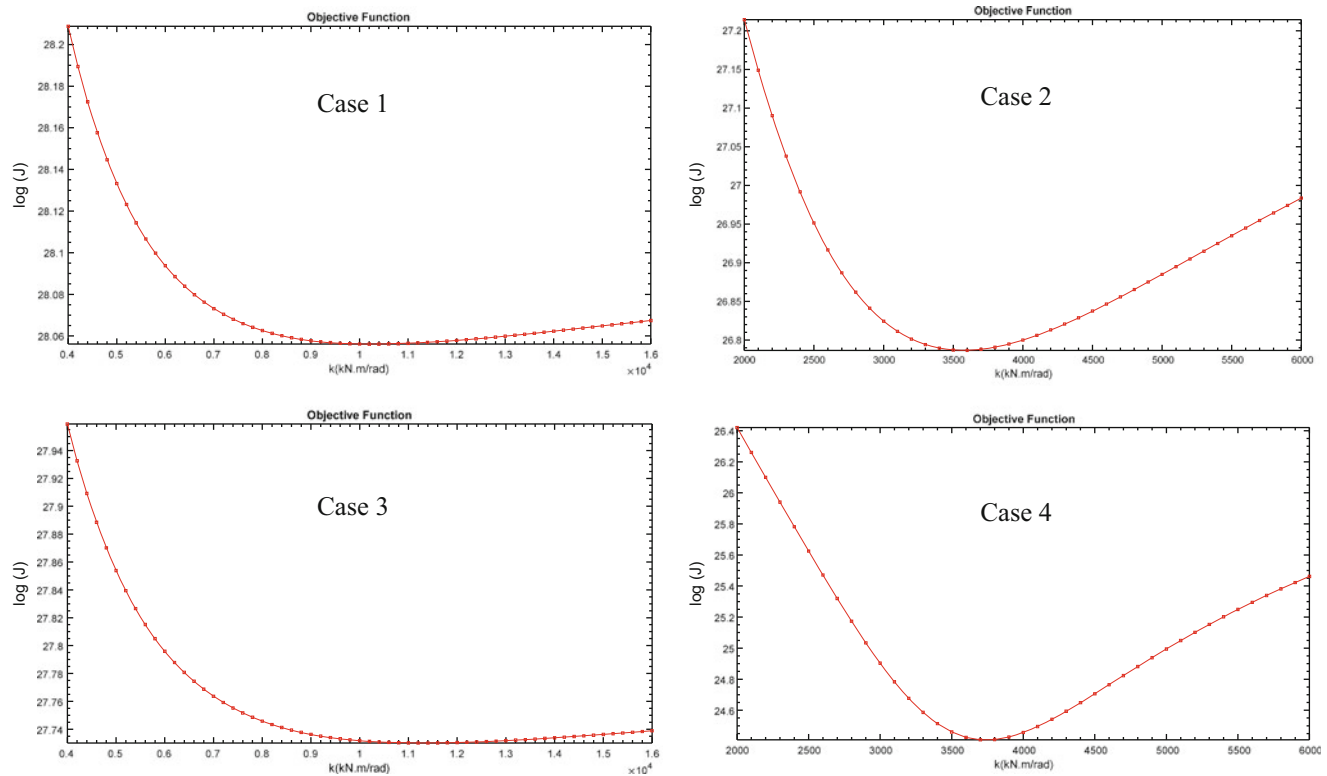 Objective Function
28.2
28.18
28.16
28.14
28.12
28.1
28.08
28.06
log (J)
Case 1
0.4 0.5 0.6 0.7 0.8 0.9 1 1.1 1.2 1.3 1.4 1.5 1.6
k(kN.m/rad)
×10⁴
Objective Function
27.2
27.15
27.1
27.05
27
26.95
26.9
26.85
26.8
log (J)
Case 2
2000 2500 3000 3500 4000 4500 5000 5500 6000
k(kN.m/rad)
Objective Function
27.94
27.92
27.9
27.88
27.86
27.84
27.82
27.8
27.78
27.76
27.74
log (J)
Case 3
0.4 0.5 0.6 0.7 0.8 0.9 1 1.1 1.2 1.3 1.4 1.5 1.6
k(kN.m/rad)
×10⁴
Objective Function
26.4
26.2
26
25.8
25.6
25.4
25.2
25
24.8
24.6
log (J)
Case 4
2000 2500 3000 3500 4000 4500 5000 5500 6000
k(kN.m/rad)